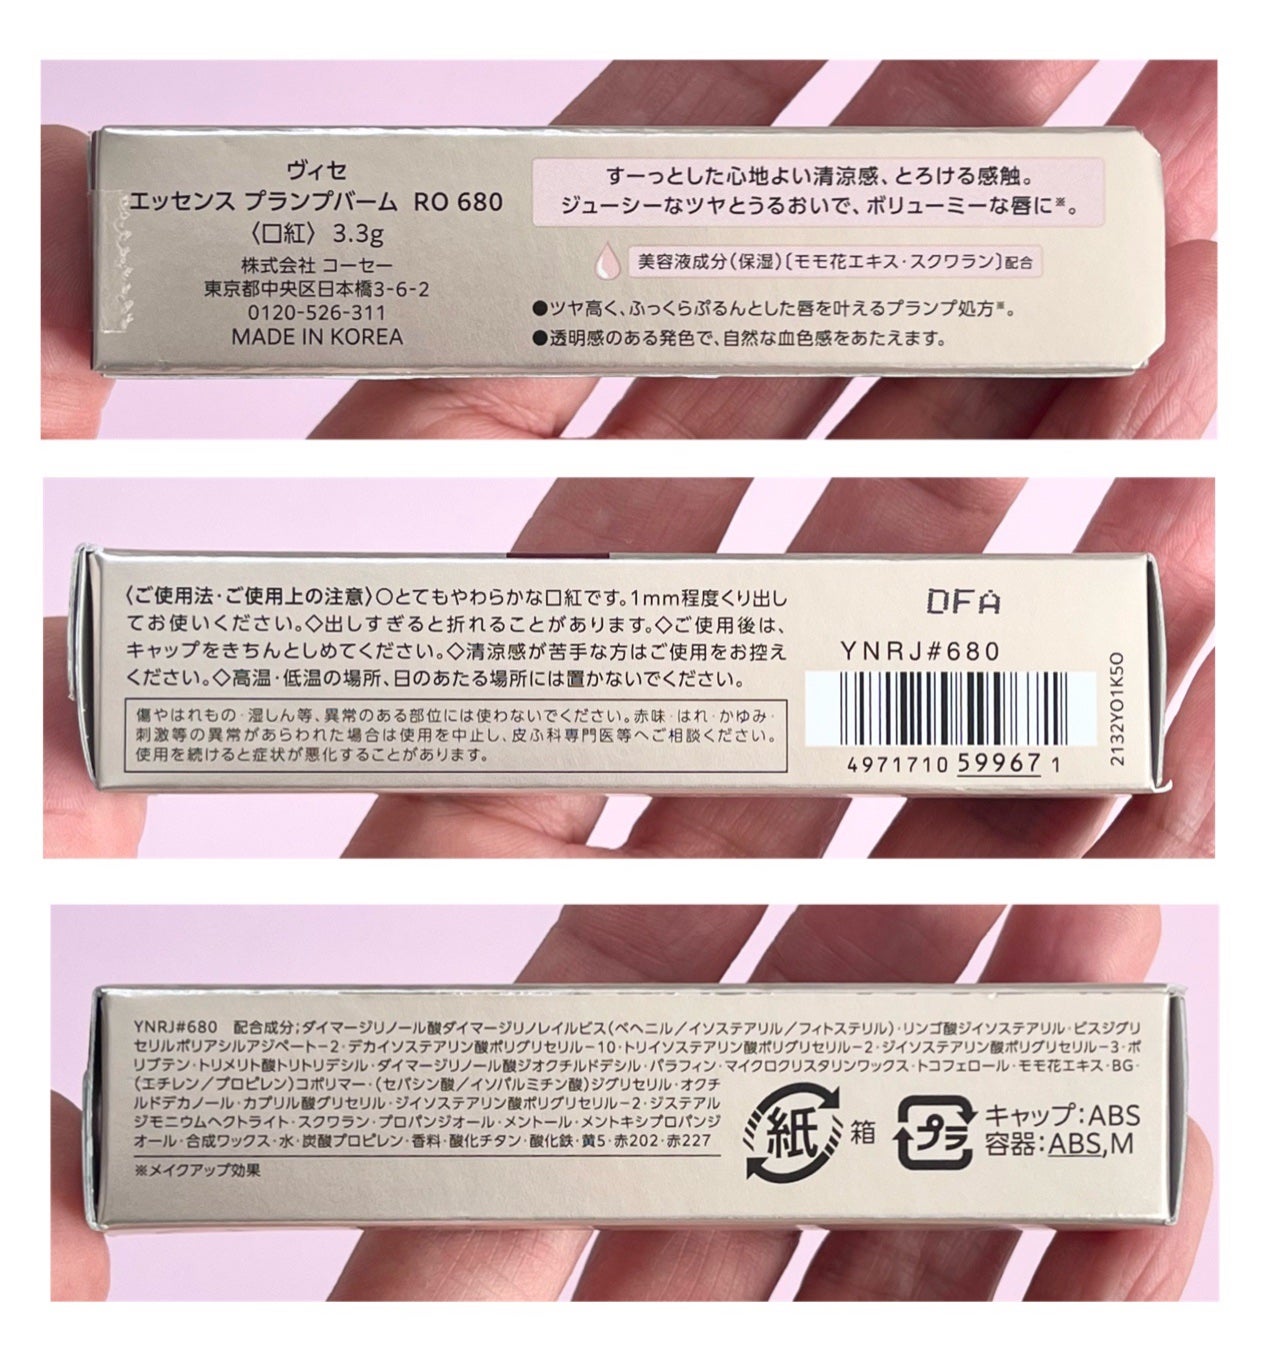 ヴィセ
エッセンス プランプバーム RO 680
〈口紅〉 3.3g
株式会社 コーセー
東京都中央区日本橋3-6-2
0120-526-311
MADE IN KOREA
すーっとした心地よい清涼感、とろける感触。
ジューシーなツヤとうるおいで、ボリューミーな唇に※。
美容液成分(保湿)〔モモ花エキス・スクワラン〕配合
●ツヤ高く、ふっくらぷるんとした唇を叶えるプランプ処方※。
●透明感のある発色で、自然な血色感をあたえます。
〈ご使用法・ご使用上の注意〉○とてもやわらかな口紅です。1mm程度くり出し
てお使いください。◇出しすぎると折れることがあります。◇ご使用後は、
キャップをきちんとしめてください。◇清涼感が苦手な方はご使用をお控え
ください。◇高温・低温の場所、日のあたる場所には置かないでください。
傷やはれもの・湿しん等、異常のある部位には使わないでください。赤味・はれ・かゆみ・
刺激等の異常があらわれた場合は使用を中止し、皮ふ科専門医等へご相談ください。
使用を続けると症状が悪化することがあります。
DFA
YNRJ#680
4971710 59967 1
2132YO1K5O
YNRJ#680 配合成分;ダイマージリノール酸ダイマージリノレイルビス(ベヘニル/イソステアリル/フィトステリル)・リンゴ酸ジイソステアリル・ビスジグリ
セリルポリアシルアジペート-2・デカイソステアリン酸ポリグリセリル-10・トリイソステアリン酸ポリグリセリル-2・ジイソステアリン酸ポリグリセリル-3・ポ
リブテン・トリメリト酸トリトリデシル・ダイマージリノール酸ジオクチルドデシル・パラフィン・マイクロクリスタリンワックス・トコフェロール・モモ花エキス・BG・
(エチレン/プロピレン)コポリマー・(セバシン酸/イソパルミチン酸)ジグリセリル・オクチ
ルドデカノール・カプリル酸グリセリル・ジイソステアリン酸ポリグリセリル-2・ジステアル
ジモニウムヘクトライト・スクワラン・プロパンジオール・メントール・メントキシプロパンジ
オール・合成ワックス・水・炭酸プロピレン・香料・酸化チタン・酸化鉄・黄5・赤202・赤227
※メイクアップ効果
紙 箱
プラ
キャップ:ABS
容器:ABS,M